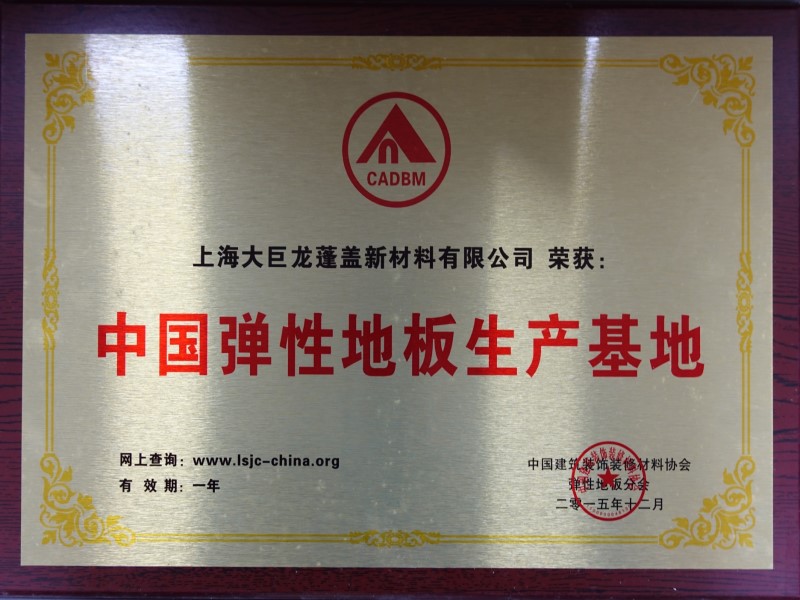 CADBM
上海大巨龙蓬盖新材料有限公司 荣获：
中国弹性地板生产基地
网上查询：www.lsjc-china.org
有 效 期：一年
中国建筑装饰装修材料协会
弹性地板分会
二零一五年十二月